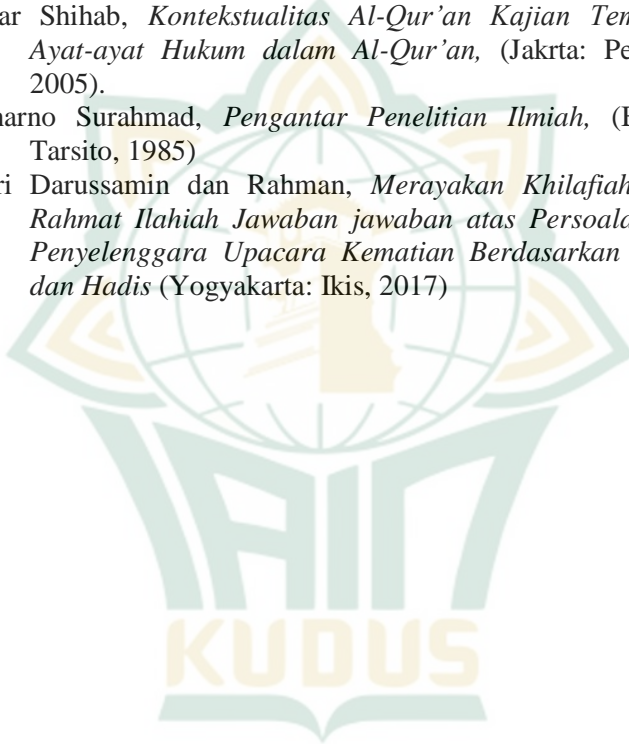 ar Shihab, Kontekstualitas Al-Qur'an Kajian Tem
Ayat-ayat Hukum dalam Al-Qur'an, (Jakrta: Pe
2005).
narno Surahmad, Pengantar Penelitian Ilmiah, (
Tarsito, 1985)
ri Darussamin dan Rahman, Merayakan Khilafiah
Rahmat Ilahiah Jawaban jawaban atas Persoala
Penyelenggara Upacara Kematian Berdasarkan
dan Hadis (Yogyakarta: Ikis, 2017)
IAIN
KUDUS